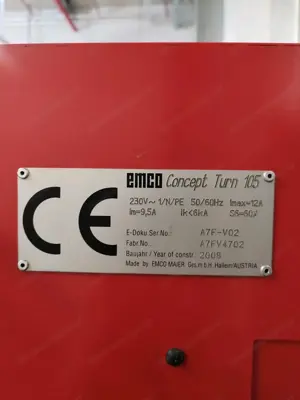 CE
emco Concept Turn 105
230V~ 1/N/PE 50/60Hz Imax=12A
In=9,5A Ik<6kA SB=60V
E-Doku.Ser.No.: A7F-V02
Fabr.No.: A7FV4702
Baujahr / Year of constr.: 2008
Made by EMCO MAIER Ges.m.b.H. Hallein/AUSTRIA